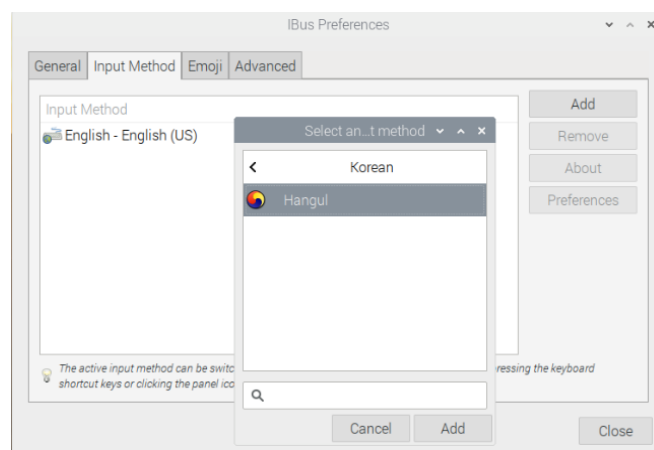 IBus Preferences
General Input Method Emoji Advanced
Input Method
English - English (US)
Add
Remove
About
Preferences
Select an...t method
Korean
Hangul
Cancel Add
The active input method can be switc
ressing the keyboard
shortcut keys or clicking the panel ico
Close